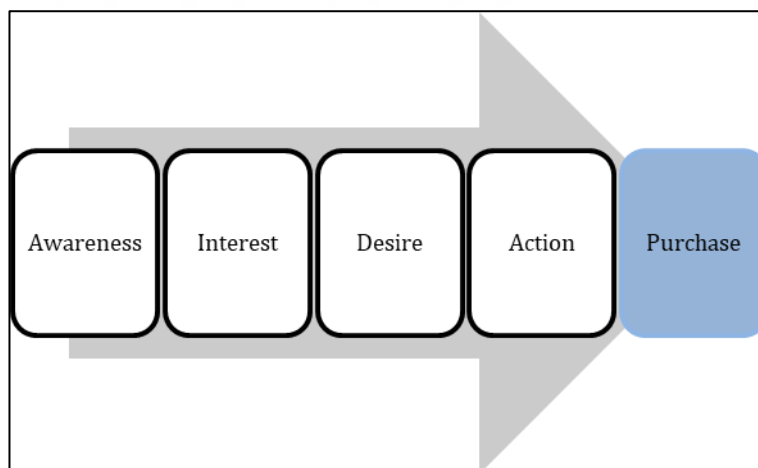 Awareness
Interest
Desire
Action
Purchase